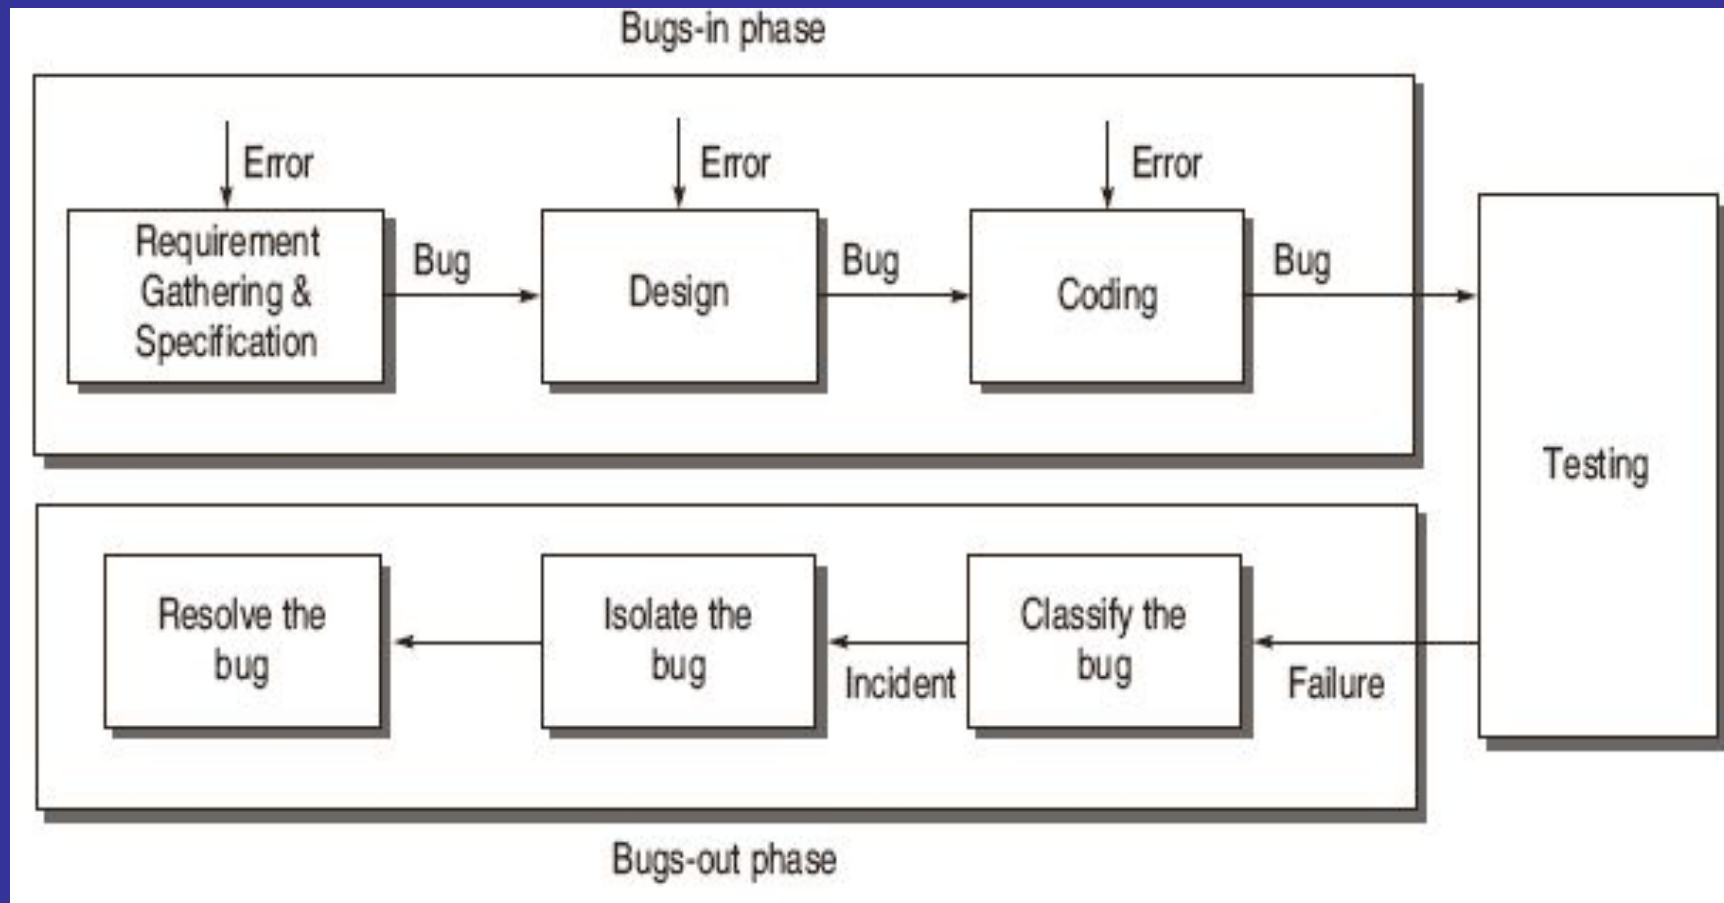 Bugs-in phase
Error
Error
Error
Requirement
Gathering &
Specification
Bug
Design
Bug
Coding
Bug
Testing
Resolve the
bug
Isolate the
bug
Incident
Classify the
bug
Failure
Bugs-out phase